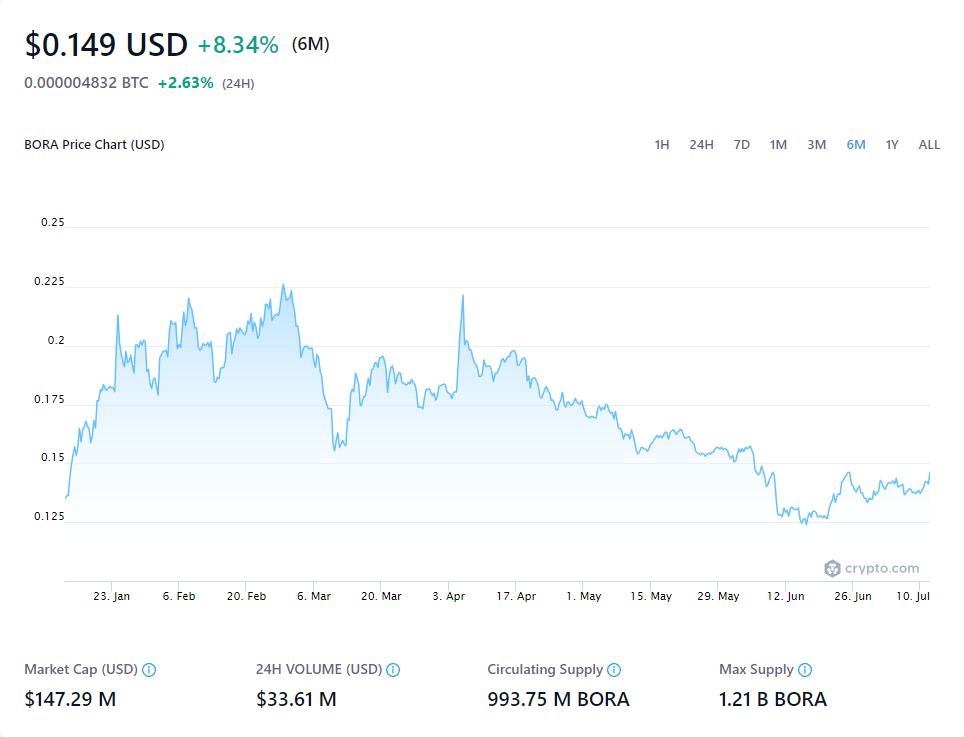 $0.149 USD +8.34% (6M)
0.000004832 BTC +2.63% (24H)
BORA Price Chart (USD) 1H 24H 7D 1M 3M 6M 1Y ALL
0.25
0.225
0.2
0.175
0.15
0.125
crypto.com
23. Jan 6. Feb 20. Feb 6. Mar 20. Mar 3. Apr 17. Apr 1. May 15. May 29. May 12. Jun 26. Jun 10. Jul
Market Cap (USD) 24H VOLUME (USD) Circulating Supply Max Supply
$147.29 M $33.61 M 993.75 M BORA 1.21 B BORA